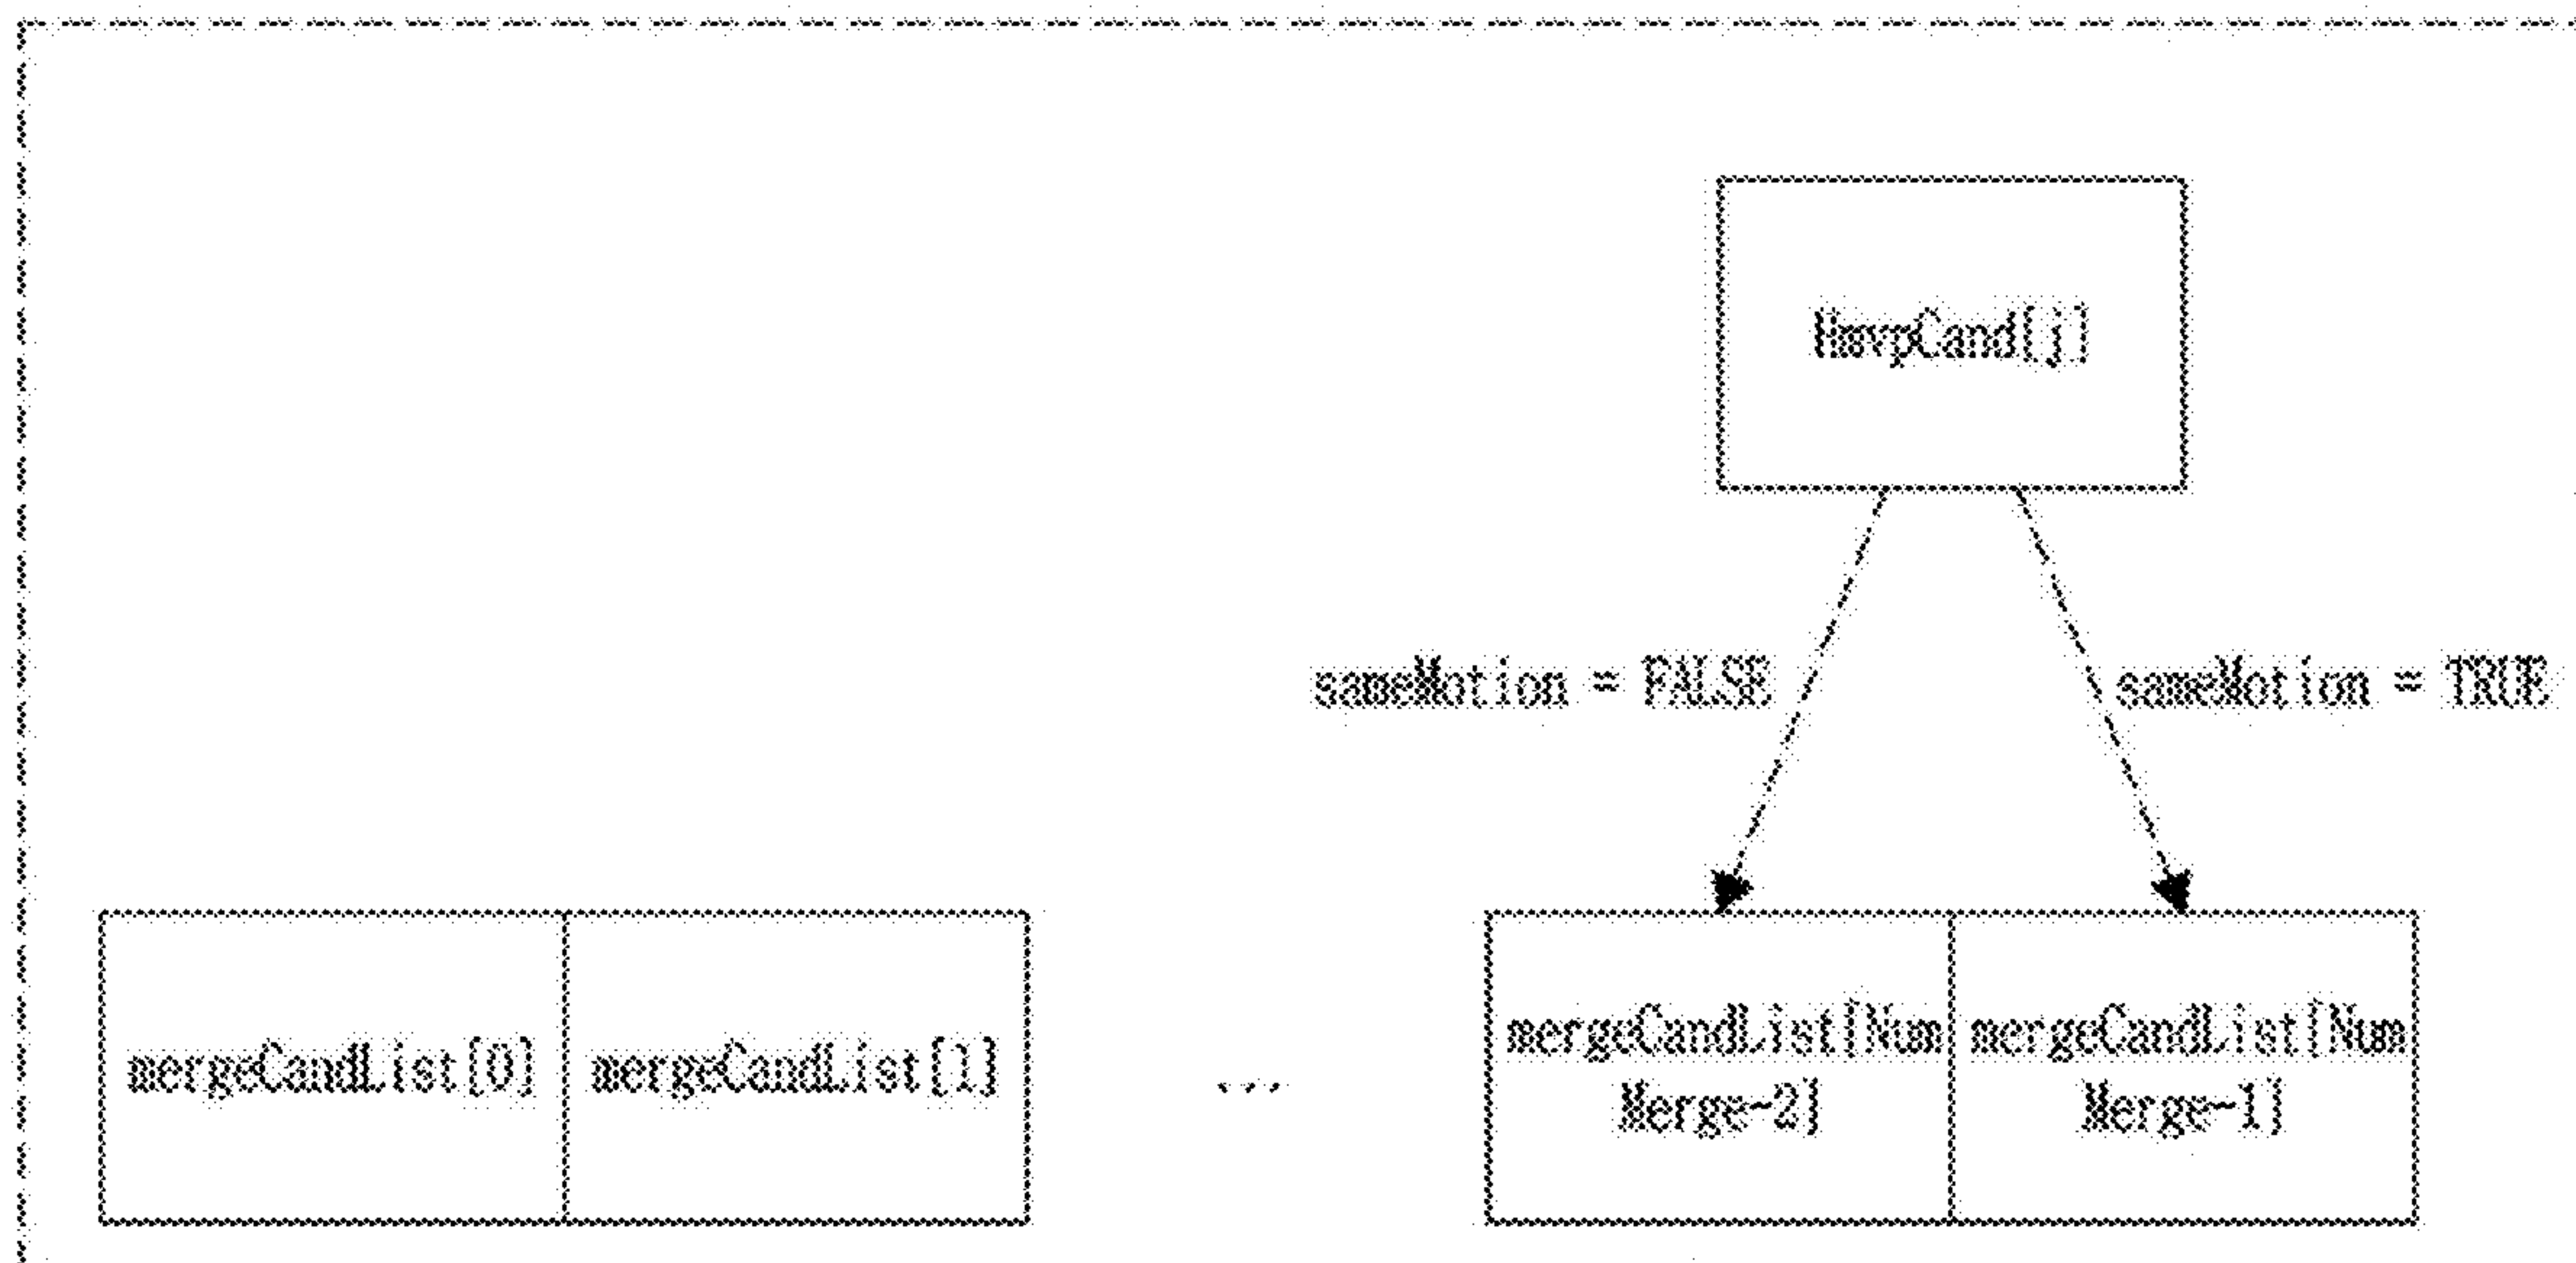 HmvpCand[j]
sameMotion = FALSE
sameMotion = TRUE
mergeCandList[0]
mergeCandList[1]
...
mergeCandList[Num
Merge-2]
mergeCandList[Num
Merge-1]